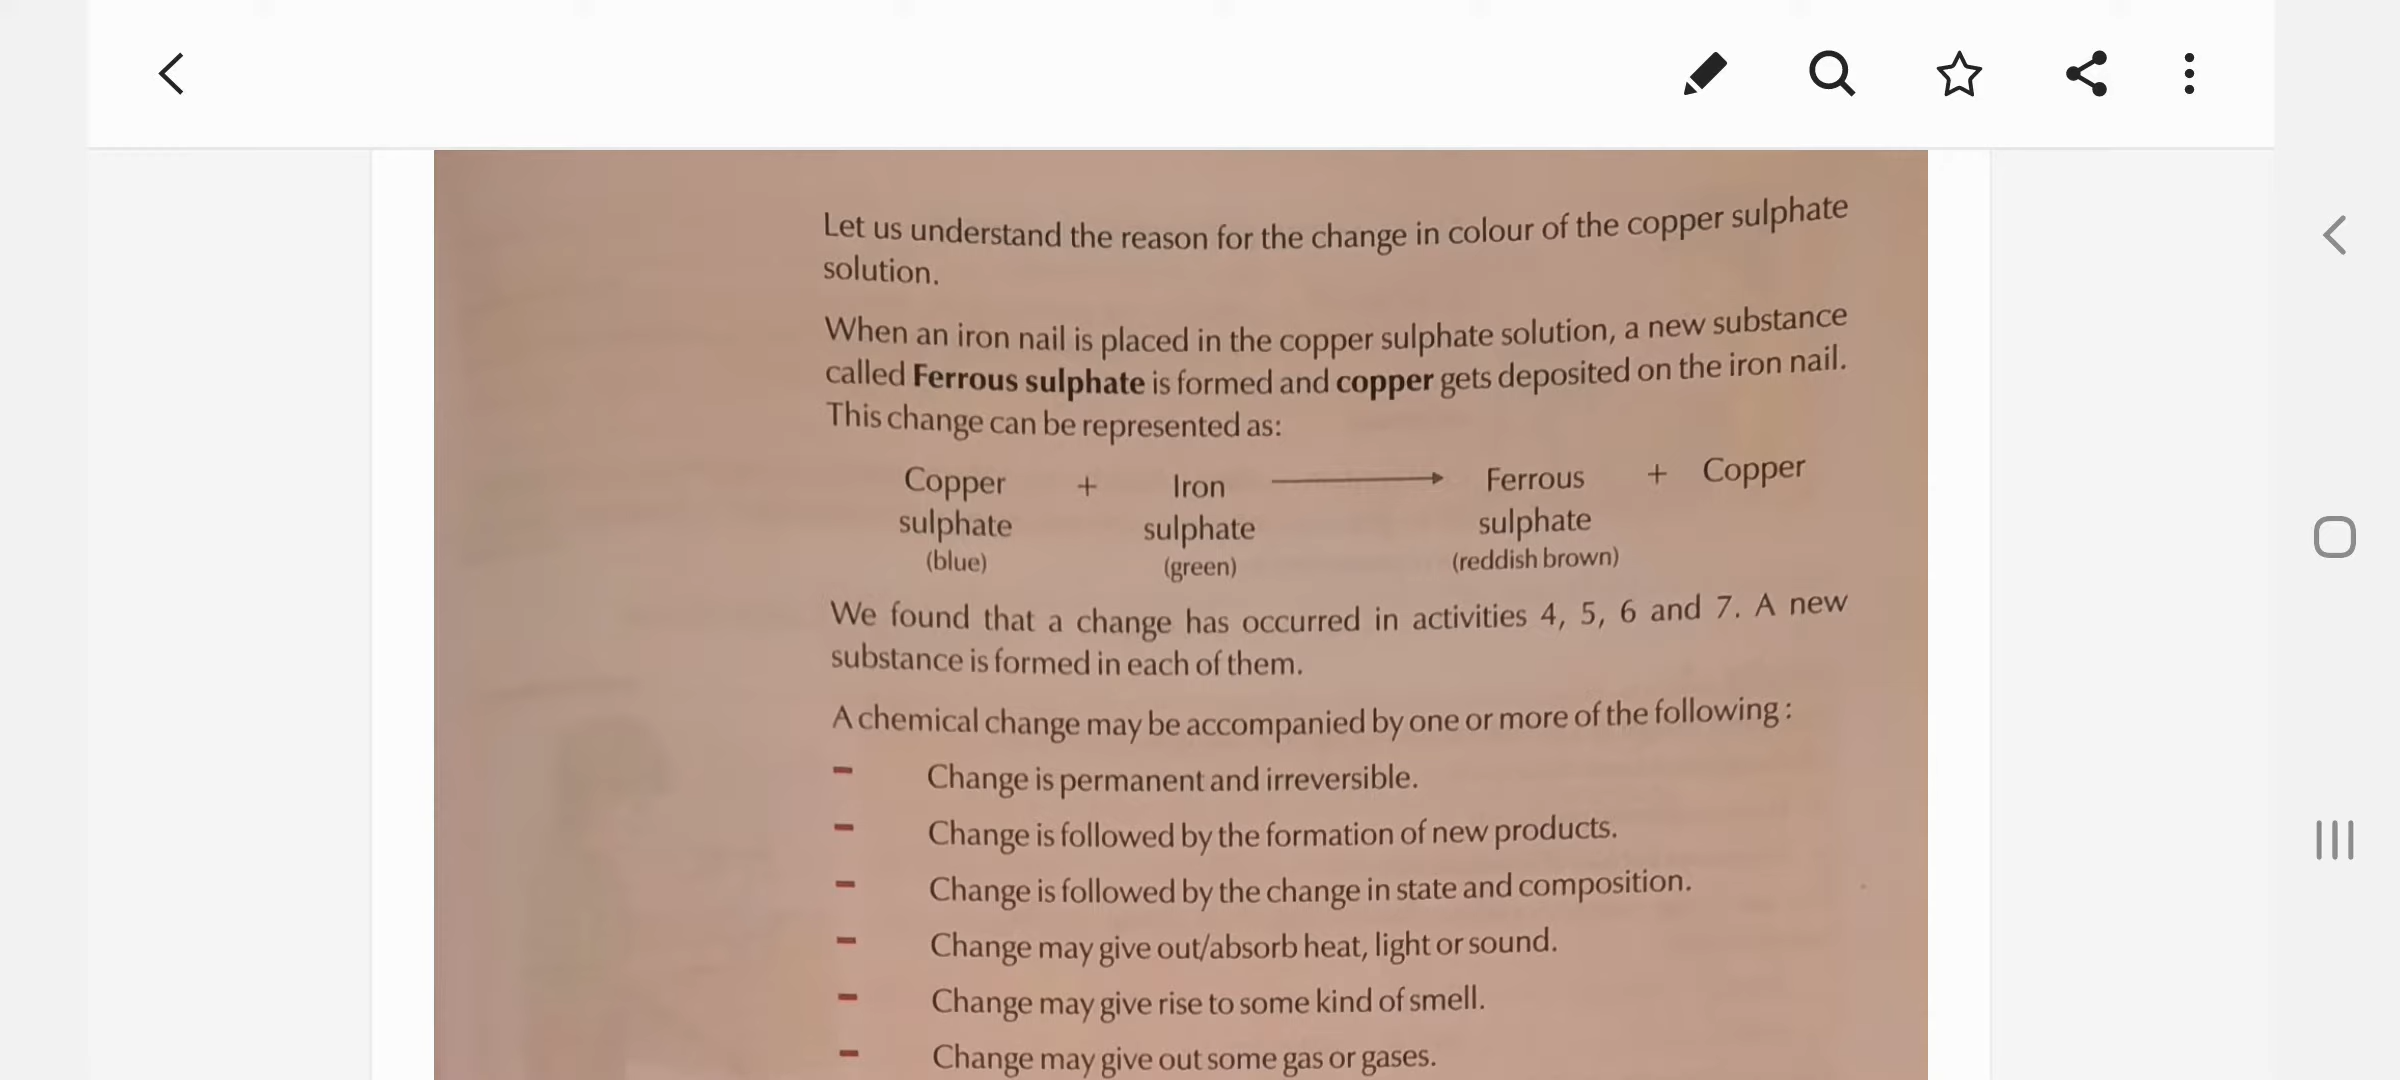 Let us understand the reason for the change in colour of the copper sulphate
solution.
When an iron nail is placed in the copper sulphate solution, a new substance
called Ferrous sulphate is formed and copper gets deposited on the iron nail.
This change can be represented as:
Copper + Iron ⟶ Ferrous + Copper
sulphate sulphate sulphate
(blue) (green) (reddish brown)
We found that a change has occurred in activities 4, 5, 6 and 7. A new
substance is formed in each of them.
A chemical change may be accompanied by one or more of the following :
– Change is permanent and irreversible.
– Change is followed by the formation of new products.
– Change is followed by the change in state and composition.
– Change may give out/absorb heat, light or sound.
– Change may give rise to some kind of smell.
– Change may give out some gas or gases.